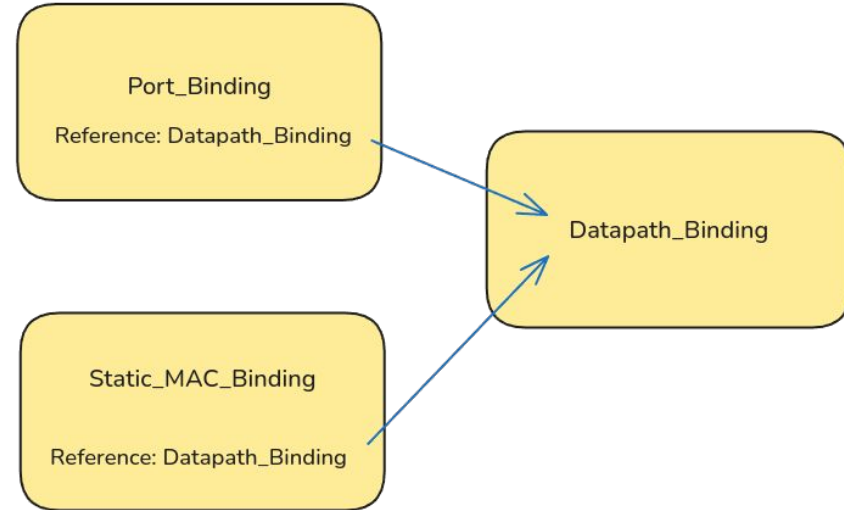 Port_Binding
Reference: Datapath_Binding
Datapath_Binding
Static_MAC_Binding
Reference: Datapath_Binding